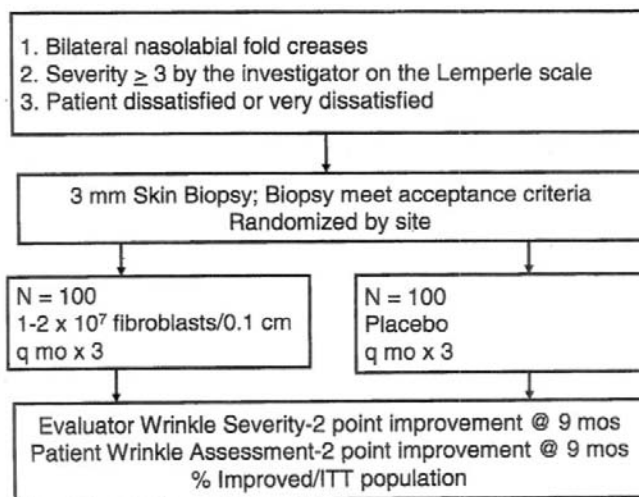 1. Bilateral nasolabial fold creases
2. Severity ≥ 3 by the investigator on the Lemperle scale
3. Patient dissatisfied or very dissatisfied
3 mm Skin Biopsy; Biopsy meet acceptance criteria
Randomized by site
N = 100
1-2 x 10⁷ fibroblasts/0.1 cm
q mo x 3
N = 100
Placebo
q mo x 3
Evaluator Wrinkle Severity-2 point improvement @ 9 mos
Patient Wrinkle Assessment-2 point improvement @ 9 mos
% Improved/ITT population